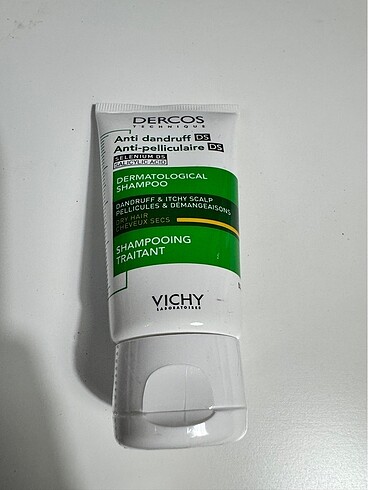 DERCOS
TECHNIQUE
Anti dandruff DS
Anti-pelliculaire DS
SELENIUM DS
SALICYLIC ACID
DERMATOLOGICAL
SHAMPOO
DANDRUFF & ITCHY SCALP
PELLICULES & DÉMANGEAISONS
DRY HAIR
CHEVEUX SECS
SHAMPOOING
TRAITANT
VICHY
LABORATOIRES